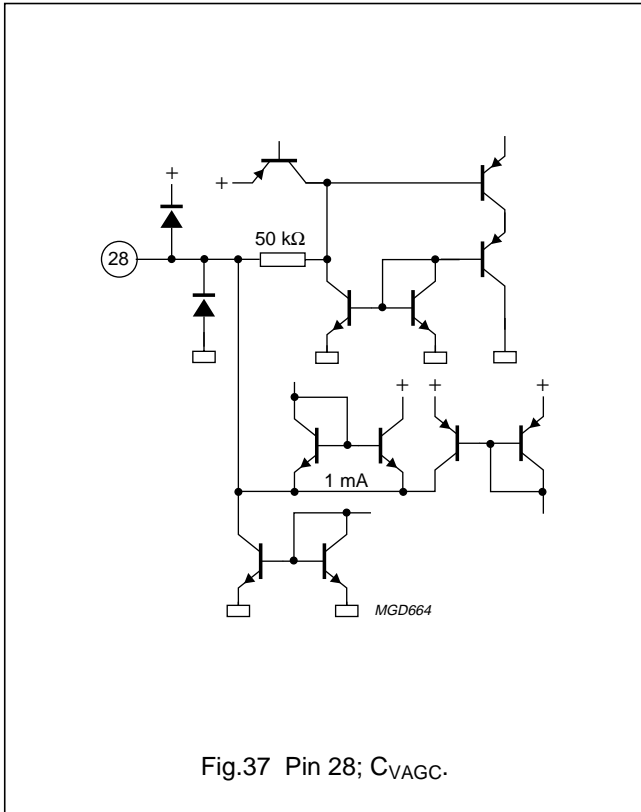 +
+
50 kΩ
28
+ + +
1 mA
MGD664
Fig.37 Pin 28; CVAGC.